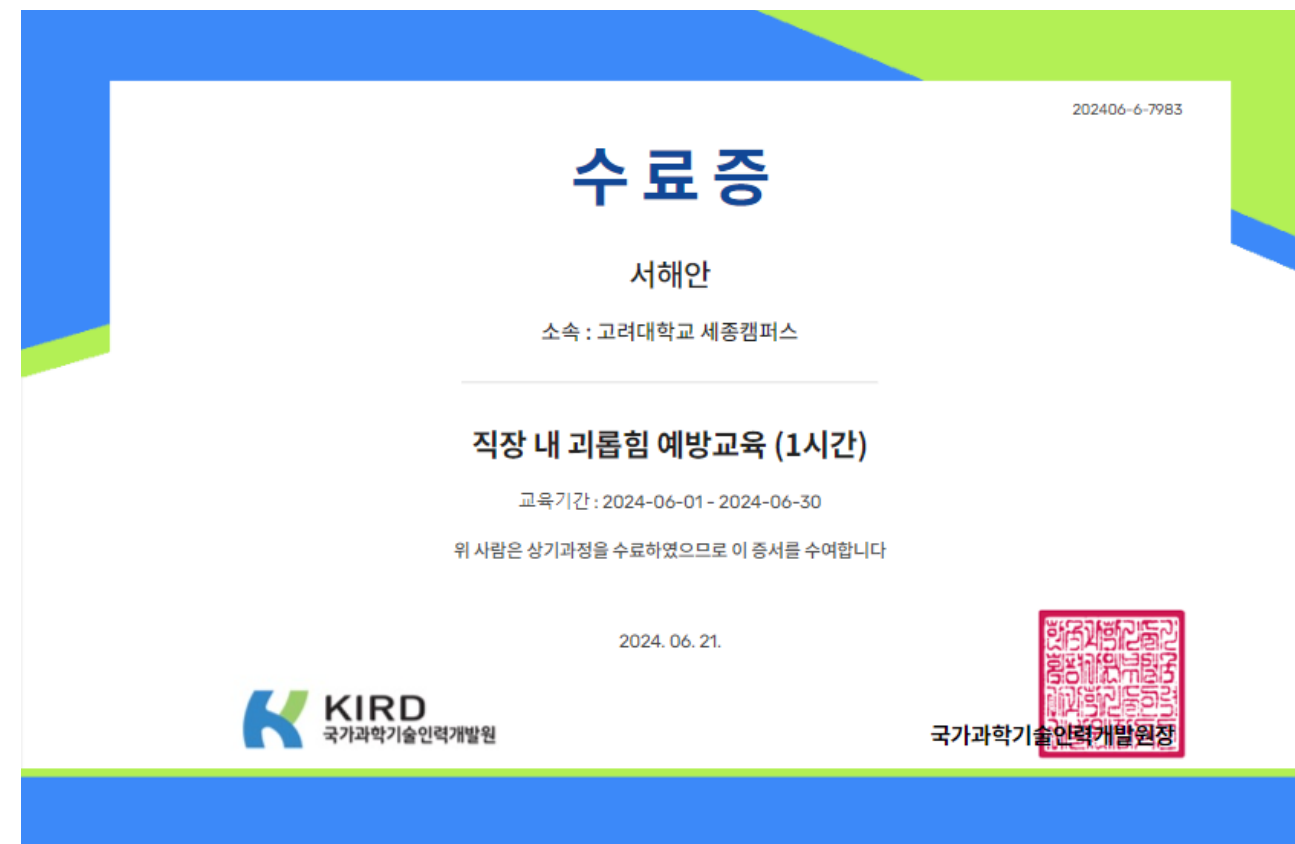 202406-6-7983
수료증
서해안
소속 : 고려대학교 세종캠퍼스
직장 내 괴롭힘 예방교육 (1시간)
교육기간 : 2024-06-01 - 2024-06-30
위 사람은 상기과정을 수료하였으므로 이 증서를 수여합니다
2024. 06. 21.
KIRD
국가과학기술인력개발원
국가과학기술인력개발원장